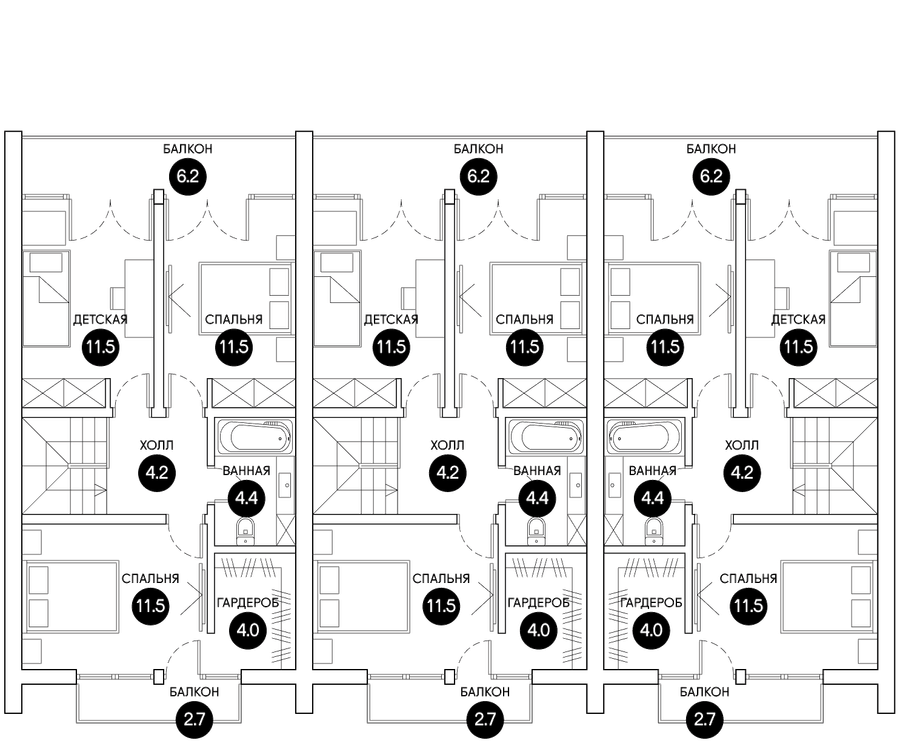 БАЛКОН
6.2
БАЛКОН
6.2
БАЛКОН
6.2
ДЕТСКАЯ
11.5
СПАЛЬНЯ
11.5
ДЕТСКАЯ
11.5
СПАЛЬНЯ
11.5
СПАЛЬНЯ
11.5
ДЕТСКАЯ
11.5
ХОЛЛ
4.2
ВАННАЯ
4.4
ХОЛЛ
4.2
ВАННАЯ
4.4
ВАННАЯ
4.4
ХОЛЛ
4.2
СПАЛЬНЯ
11.5
ГАРДЕРОБ
4.0
СПАЛЬНЯ
11.5
ГАРДЕРОБ
4.0
ГАРДЕРОБ
4.0
СПАЛЬНЯ
11.5
БАЛКОН
2.7
БАЛКОН
2.7
БАЛКОН
2.7